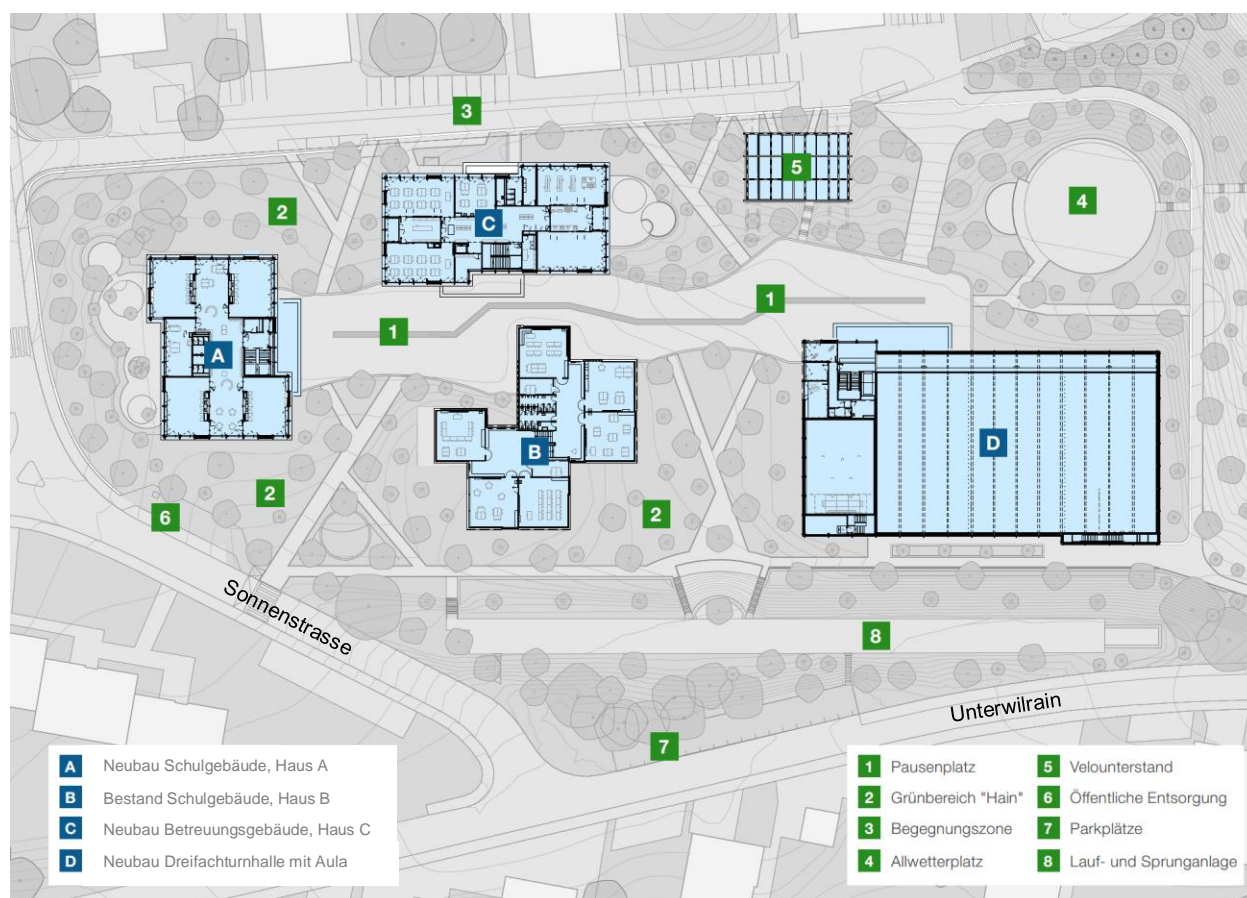 3
5
2
4
C
1
1
A
D
B
2
2
6
Sonnenstrasse
8
Unterwilrain
7
A Neubau Schulgebäude, Haus A
B Bestand Schulgebäude, Haus B
C Neubau Betreuungsgebäude, Haus C
D Neubau Dreifachturnhalle mit Aula
1 Pausenplatz
2 Grünbereich "Hain"
3 Begegnungszone
4 Allwetterplatz
5 Velounterstand
6 Öffentliche Entsorgung
7 Parkplätze
8 Lauf- und Sprunganlage